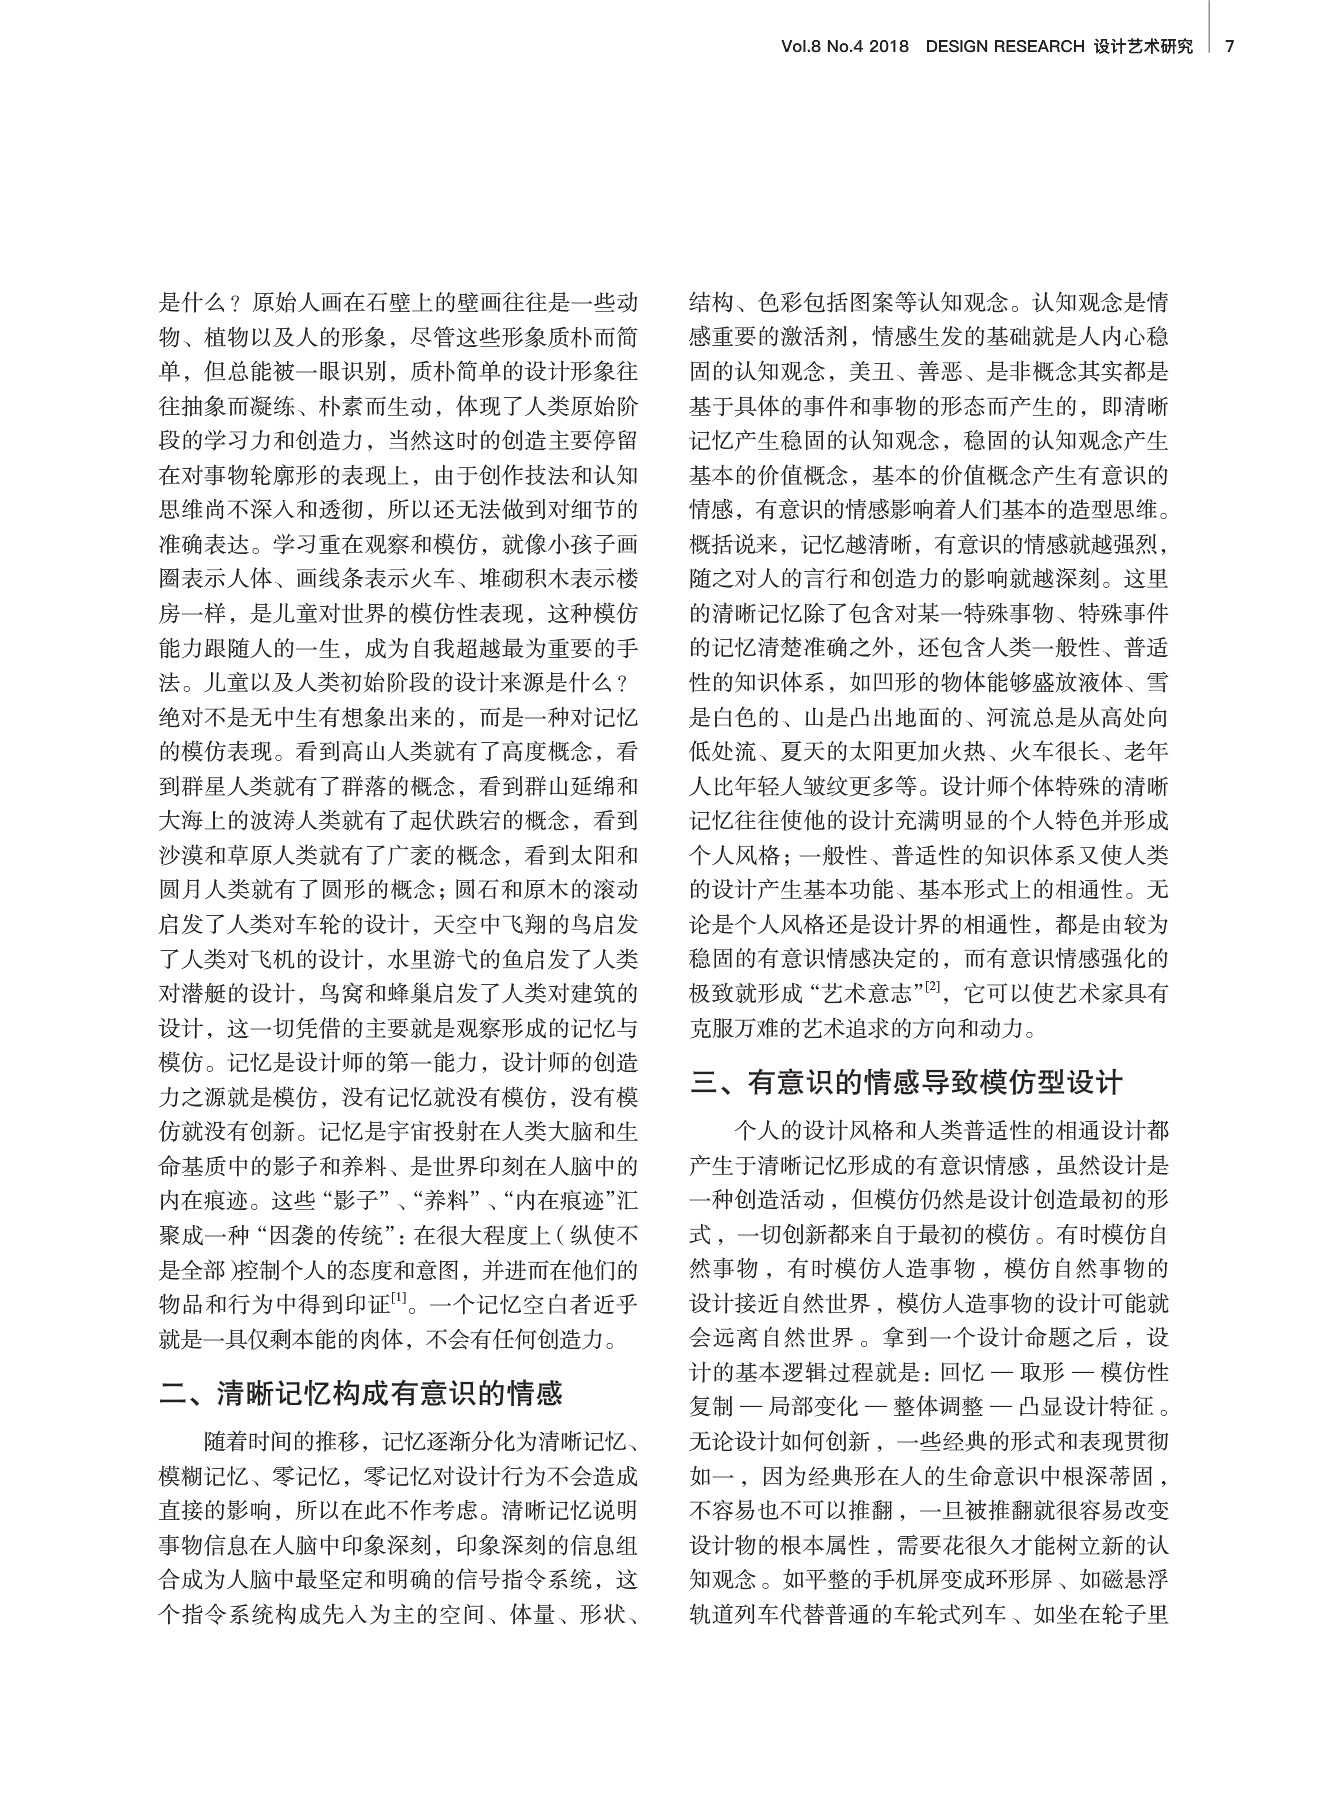 Vol.8 No.4 2018 DESIGN RESEARCH 设计艺术研究 7
是什么？原始人画在石壁上的壁画往往是一些动
物、植物以及人的形象，尽管这些形象质朴而简
单，但总能被一眼识别，质朴简单的设计形象往
往抽象而凝练、朴素而生动，体现了人类原始阶
段的学习力和创造力，当然这时的创造主要停留
在对事物轮廓形的表现上，由于创作技法和认知
思维尚不深入和透彻，所以还无法做到对细节的
准确表达。学习重在观察和模仿，就像小孩子画
圈表示人体、画线条表示火车、堆砌积木表示楼
房一样，是儿童对世界的模仿性表现，这种模仿
能力跟随人的一生，成为自我超越最为重要的手
法。儿童以及人类初始阶段的设计来源是什么？
绝对不是无中生有想象出来的，而是一种对记忆
的模仿表现。看到高山人类就有了高度概念，看
到群星人类就有了群落的概念，看到群山延绵和
大海上的波涛人类就有了起伏跌宕的概念，看到
沙漠和草原人类就有了广袤的概念，看到太阳和
圆月人类就有了圆形的概念；圆石和原木的滚动
启发了人类对车轮的设计，天空中飞翔的鸟启发
了人类对飞机的设计，水里游弋的鱼启发了人类
对潜艇的设计，鸟窝和蜂巢启发了人类对建筑的
设计，这一切凭借的主要就是观察形成的记忆与
模仿。记忆是设计师的第一能力，设计师的创造
力之源就是模仿，没有记忆就没有模仿，没有模
仿就没有创新。记忆是宇宙投射在人类大脑和生
命基质中的影子和养料、是世界印刻在人脑中的
内在痕迹。这些“影子”、“养料”、“内在痕迹”汇
聚成一种“因袭的传统”：在很大程度上（纵使不
是全部）控制个人的态度和意图，并进而在他们的
物品和行为中得到印证[1]。一个记忆空白者近乎
就是一具仅剩本能的肉体，不会有任何创造力。
二、清晰记忆构成有意识的情感
随着时间的推移，记忆逐渐分化为清晰记忆、
模糊记忆、零记忆，零记忆对设计行为不会造成
直接的影响，所以在此不作考虑。清晰记忆说明
事物信息在人脑中印象深刻，印象深刻的信息组
合成为人脑中最坚定和明确的信号指令系统，这
个指令系统构成先入为主的空间、体量、形状、
结构、色彩包括图案等认知观念。认知观念是情
感重要的激活剂，情感生发的基础就是人内心稳
固的认知观念，美丑、善恶、是非概念其实都是
基于具体的事件和事物的形态而产生的，即清晰
记忆产生稳固的认知观念，稳固的认知观念产生
基本的价值概念，基本的价值概念产生有意识的
情感，有意识的情感影响着人们基本的造型思维。
概括说来，记忆越清晰，有意识的情感就越强烈，
随之对人的言行和创造力的影响就越深刻。这里
的清晰记忆除了包含对某一特殊事物、特殊事件
的记忆清楚准确之外，还包含人类一般性、普适
性的知识体系，如凹形的物体能够盛放液体、雪
是白色的、山是凸出地面的、河流总是从高处向
低处流、夏天的太阳更加火热、火车很长、老年
人比年轻人皱纹更多等。设计师个体特殊的清晰
记忆往往使他的设计充满明显的个人特色并形成
个人风格；一般性、普适性的知识体系又使人类
的设计产生基本功能、基本形式上的相通性。无
论是个人风格还是设计界的相通性，都是由较为
稳固的有意识情感决定的，而有意识情感强化的
极致就形成“艺术意志”[2]，它可以使艺术家具有
克服万难的艺术追求的方向和动力。
三、有意识的情感导致模仿型设计
个人的设计风格和人类普适性的相通设计都
产生于清晰记忆形成的有意识情感，虽然设计是
一种创造活动，但模仿仍然是设计创造最初的形
式，一切创新都来自于最初的模仿。有时模仿自
然事物，有时模仿人造事物，模仿自然事物的
设计接近自然世界，模仿人造事物的设计可能就
会远离自然世界。拿到一个设计命题之后，设
计的基本逻辑过程就是：回忆 — 取形 — 模仿性
复制 — 局部变化 — 整体调整 — 凸显设计特征。
无论设计如何创新，一些经典的形式和表现贯彻
如一，因为经典形在人的生命意识中根深蒂固，
不容易也不可以推翻，一旦被推翻就很容易改变
设计物的根本属性，需要花很久才能树立新的认
知观念。如平整的手机屏变成环形屏、如磁悬浮
轨道列车代替普通的车轮式列车、如坐在轮子里